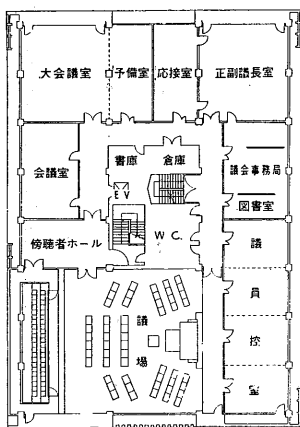 大会議室 予備室 応接室 正副議長室
会議室 書庫 倉庫 議会事務局
EV 図書室
傍聴者ホール W.C.
議場
議員控室